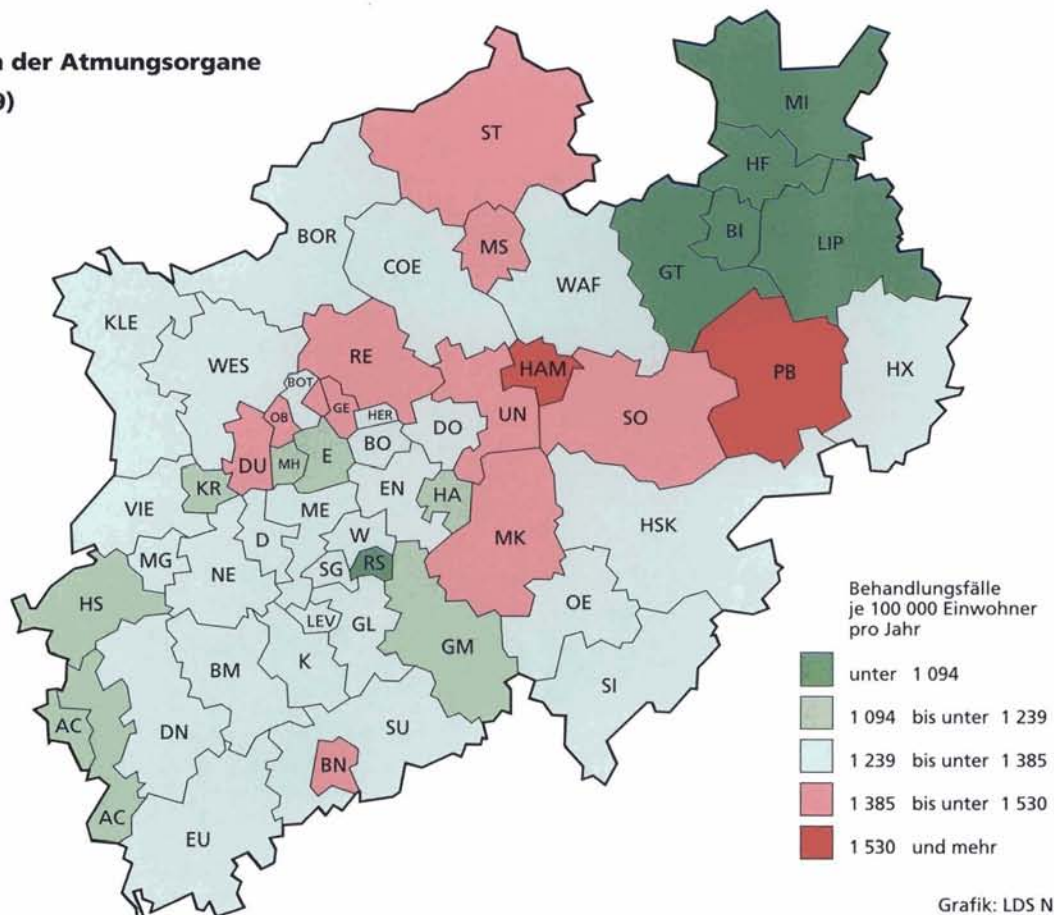 der Atmungsorgane
9)
ST
MI
HF
BI
LIP
GT
BOR
COE
MS
WAF
KLE
WES
RE
HAM
PB
HX
BOT
OB
GE
HER
DO
UN
SO
BO
DU
MH
E
KR
EN
HA
VIE
ME
HSK
D
W
MK
MG
NE
SG
RS
HS
OE
LEV
GL
GM
BM
K
SI
AC
DN
SU
BN
AC
EU
Behandlungsfälle
je 100 000 Einwohner
pro Jahr
unter 1 094
1 094 bis unter 1 239
1 239 bis unter 1 385
1 385 bis unter 1 530
1 530 und mehr
Grafik: LDS N